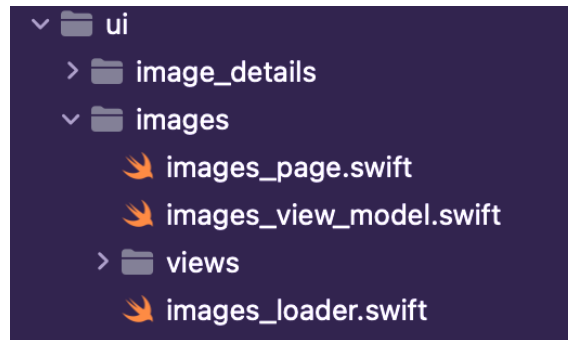 ui
image_details
images
images_page.swift
images_view_model.swift
views
images_loader.swift